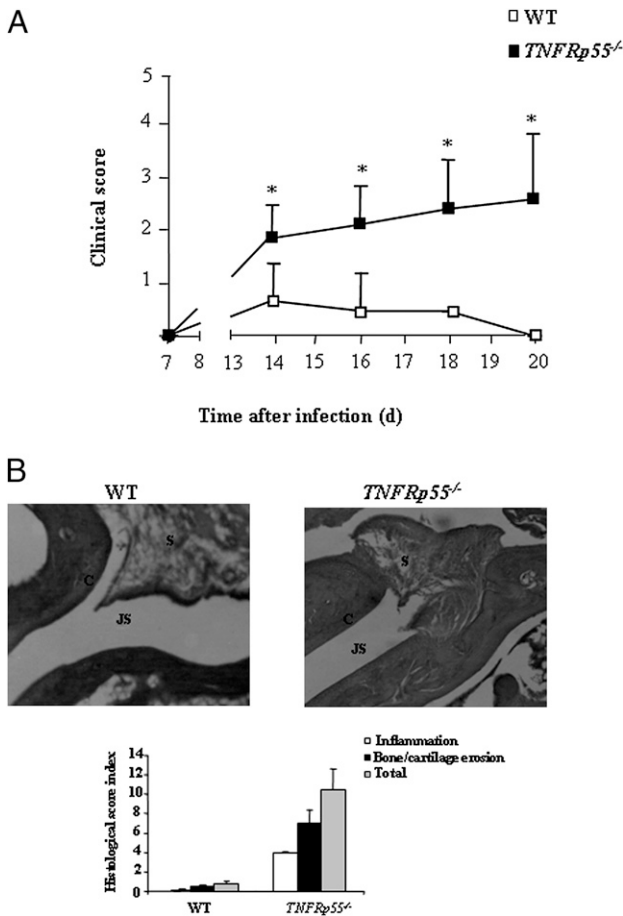 A
WT
TNFRp55-/-
5
4
3
2
1
Clinical score
* * * *
7 8 13 14 15 16 17 18 19 20
Time after infection (d)
B
WT TNFRp55-/-
S
C
JS
S
C
JS
Inflammation
Bone/cartilage erosion
Total
Histological score index
14
12
10
8
6
4
2
0
WT TNFRp55-/-